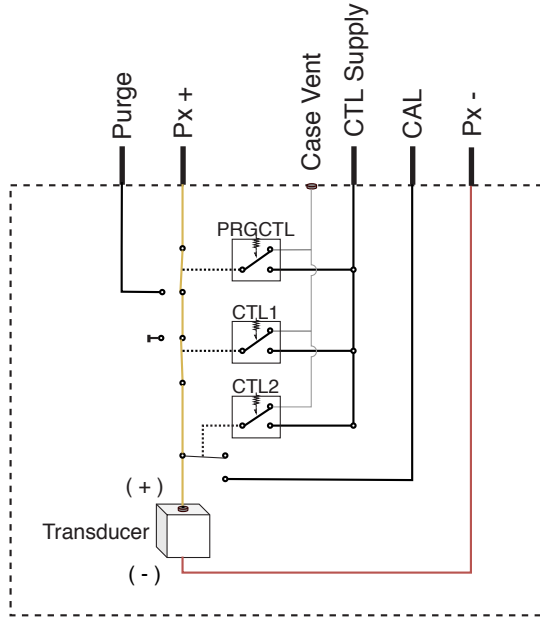 Purge
Px +
Case Vent
CTL Supply
CAL
Px -
PRGCTL
CTL1
CTL2
( + )
Transducer
( - )